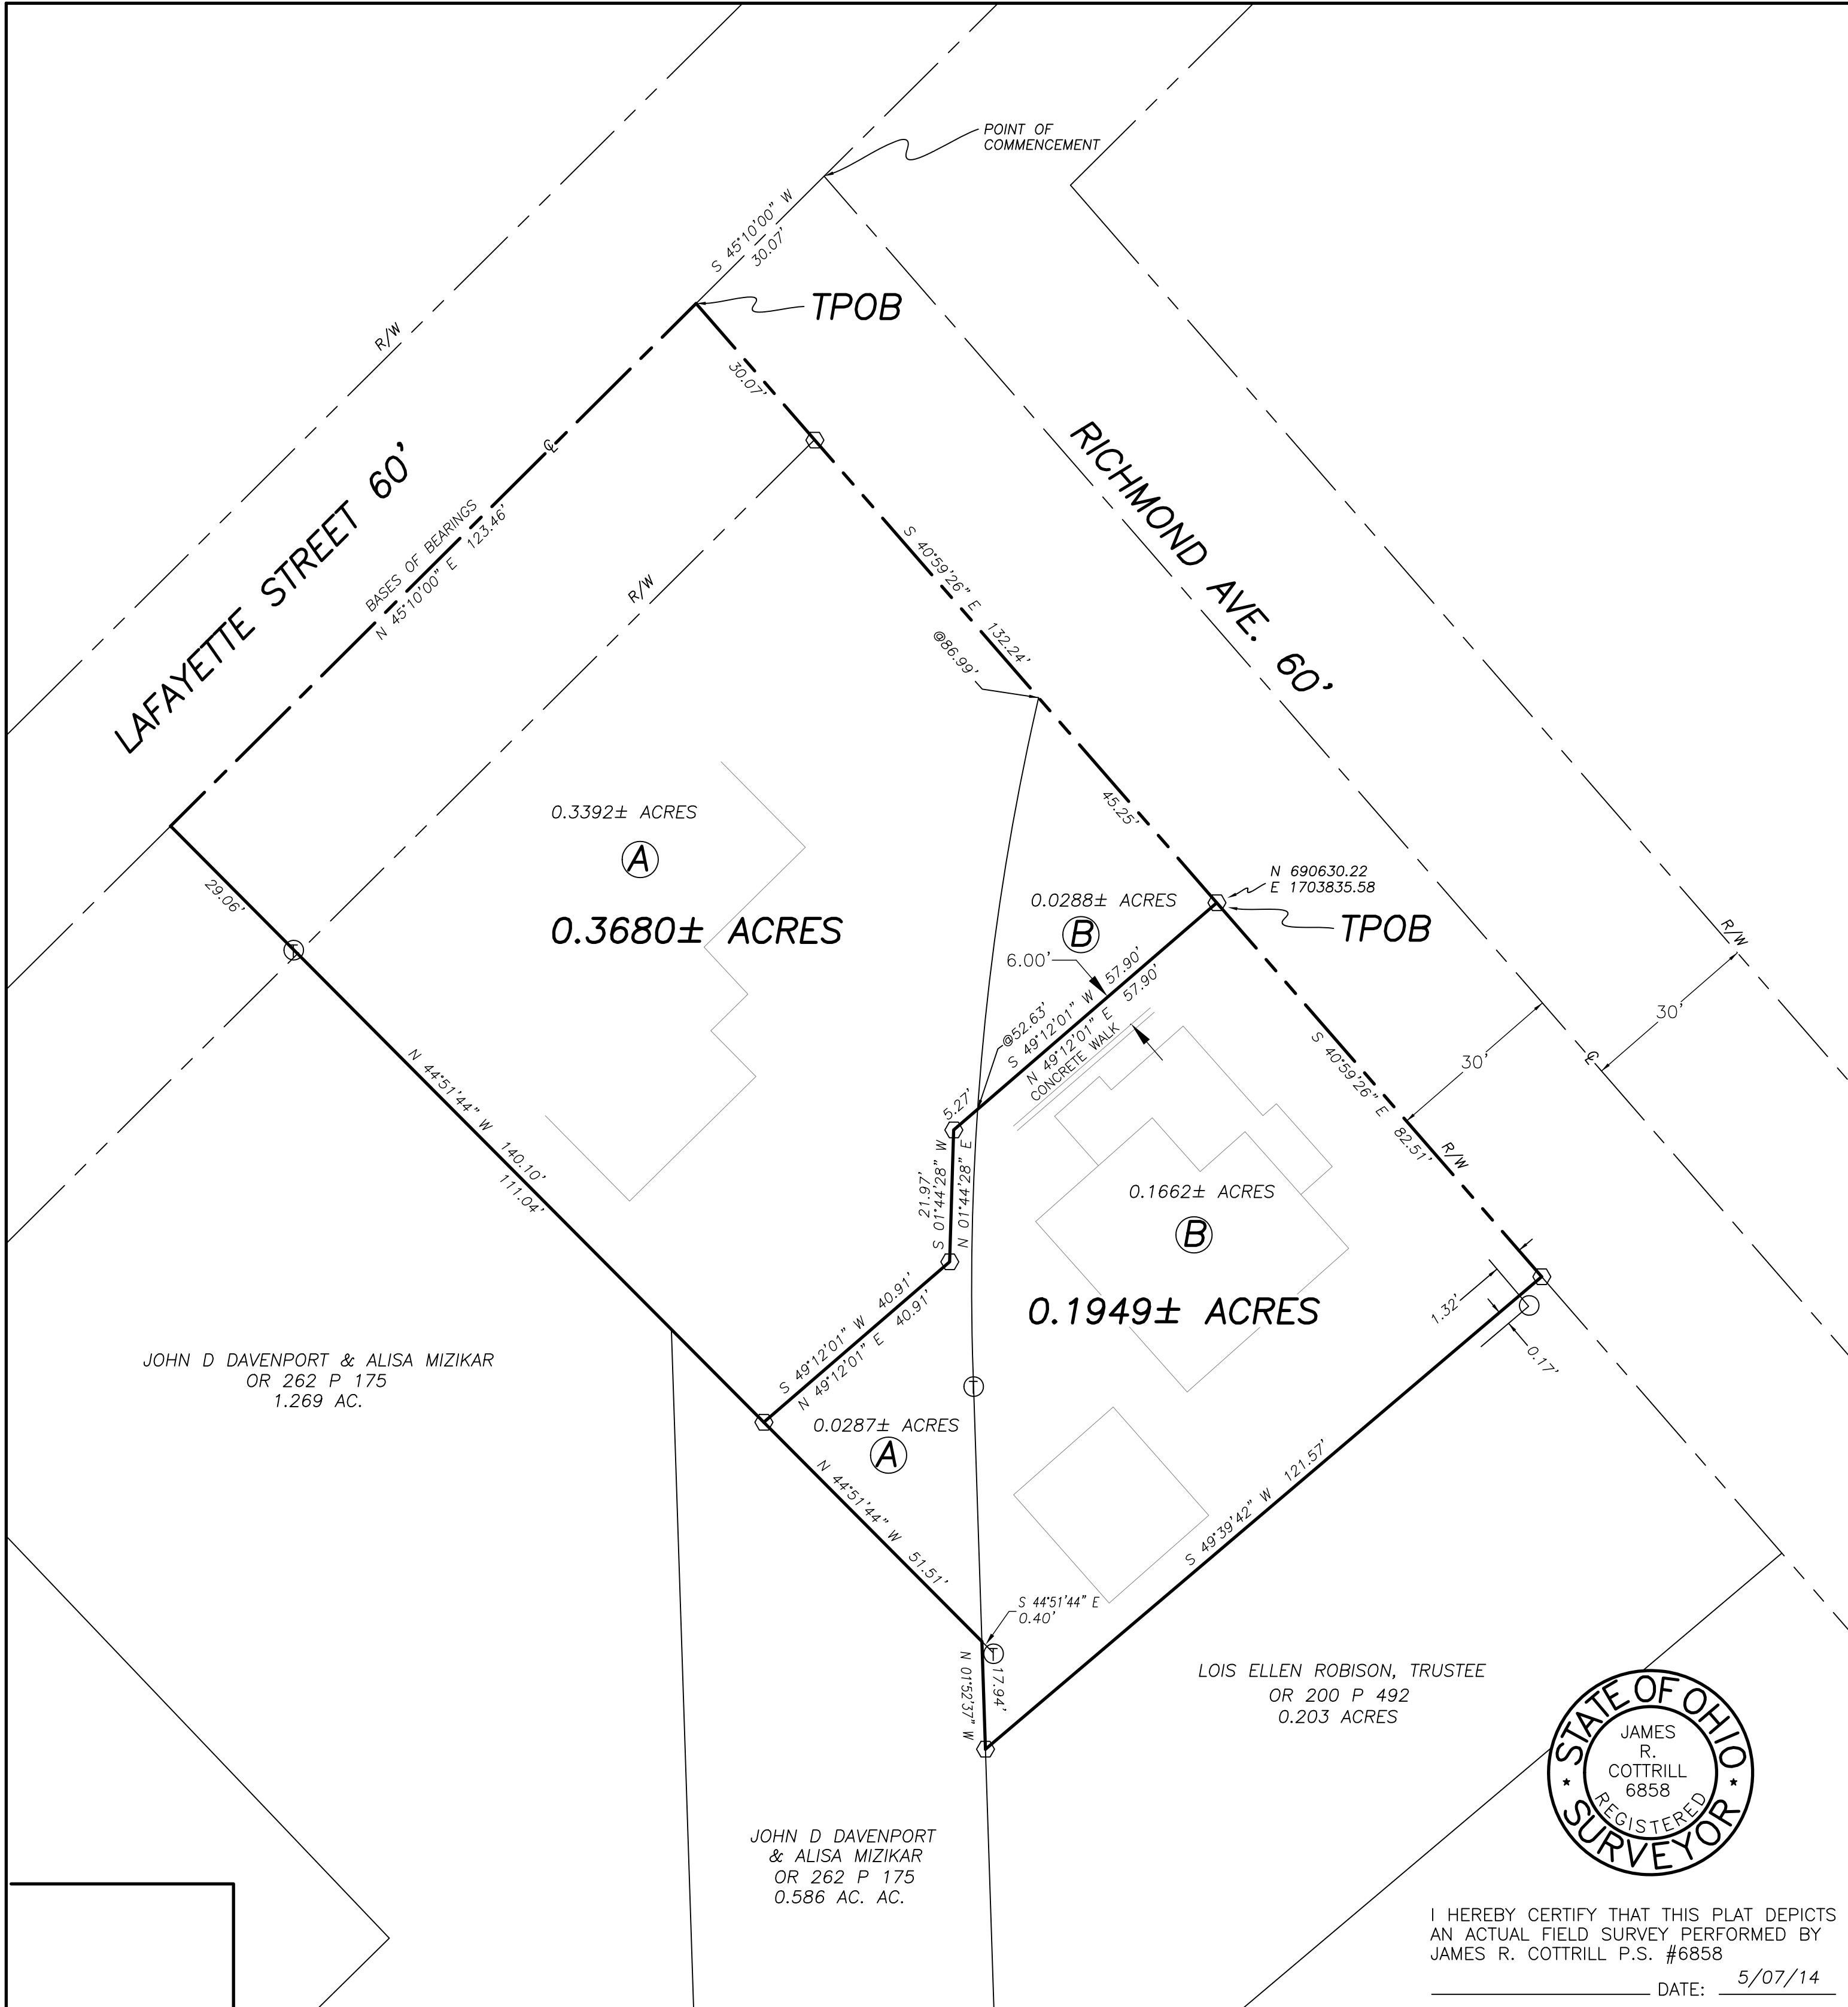 POINT OF
COMMENCEMENT
S 45°10'00" W
30.07'
TPOB
R/W
30.07'
℄
LAFAYETTE STREET 60'
BASES OF BEARINGS
N 45°10'00" E 123.46'
RICHMOND AVE. 60'
R/W
S 40°59'26" E 132.24'
@86.99'
45.25'
0.3392± ACRES
A
0.3680± ACRES
29.06'
N 690630.22
E 1703835.58
TPOB
0.0288± ACRES
B
6.00'
S 49°12'01" W 57.90'
N 49°12'01" E 57.90'
CONCRETE WALK
@52.63'
5.27'
R/W
30'
℄
30'
S 40°59'26" E 82.51'
R/W
N 44°51'44" W 140.10'
111.04'
T
21.97'
S 01°44'28" W
N 01°44'28" E
0.1662± ACRES
B
0.1949± ACRES
1.32'
0.17'
S 49°12'01" W 40.91'
N 49°12'01" E 40.91'
JOHN D DAVENPORT & ALISA MIZIKAR
OR 262 P 175
1.269 AC.
T
0.0287± ACRES
A
N 44°51'44" W 51.51'
S 49°39'42" W 121.57'
S 44°51'44" E
0.40'
T
N 01°52'37" W
17.94'
LOIS ELLEN ROBISON, TRUSTEE
OR 200 P 492
0.203 ACRES
JOHN D DAVENPORT
& ALISA MIZIKAR
OR 262 P 175
0.586 AC. AC.
STATE OF OHIO
JAMES
R.
COTTRILL
6858
REGISTERED
SURVEYOR
I HEREBY CERTIFY THAT THIS PLAT DEPICTS
AN ACTUAL FIELD SURVEY PERFORMED BY
JAMES R. COTTRILL P.S. #6858
DATE: 5/07/14